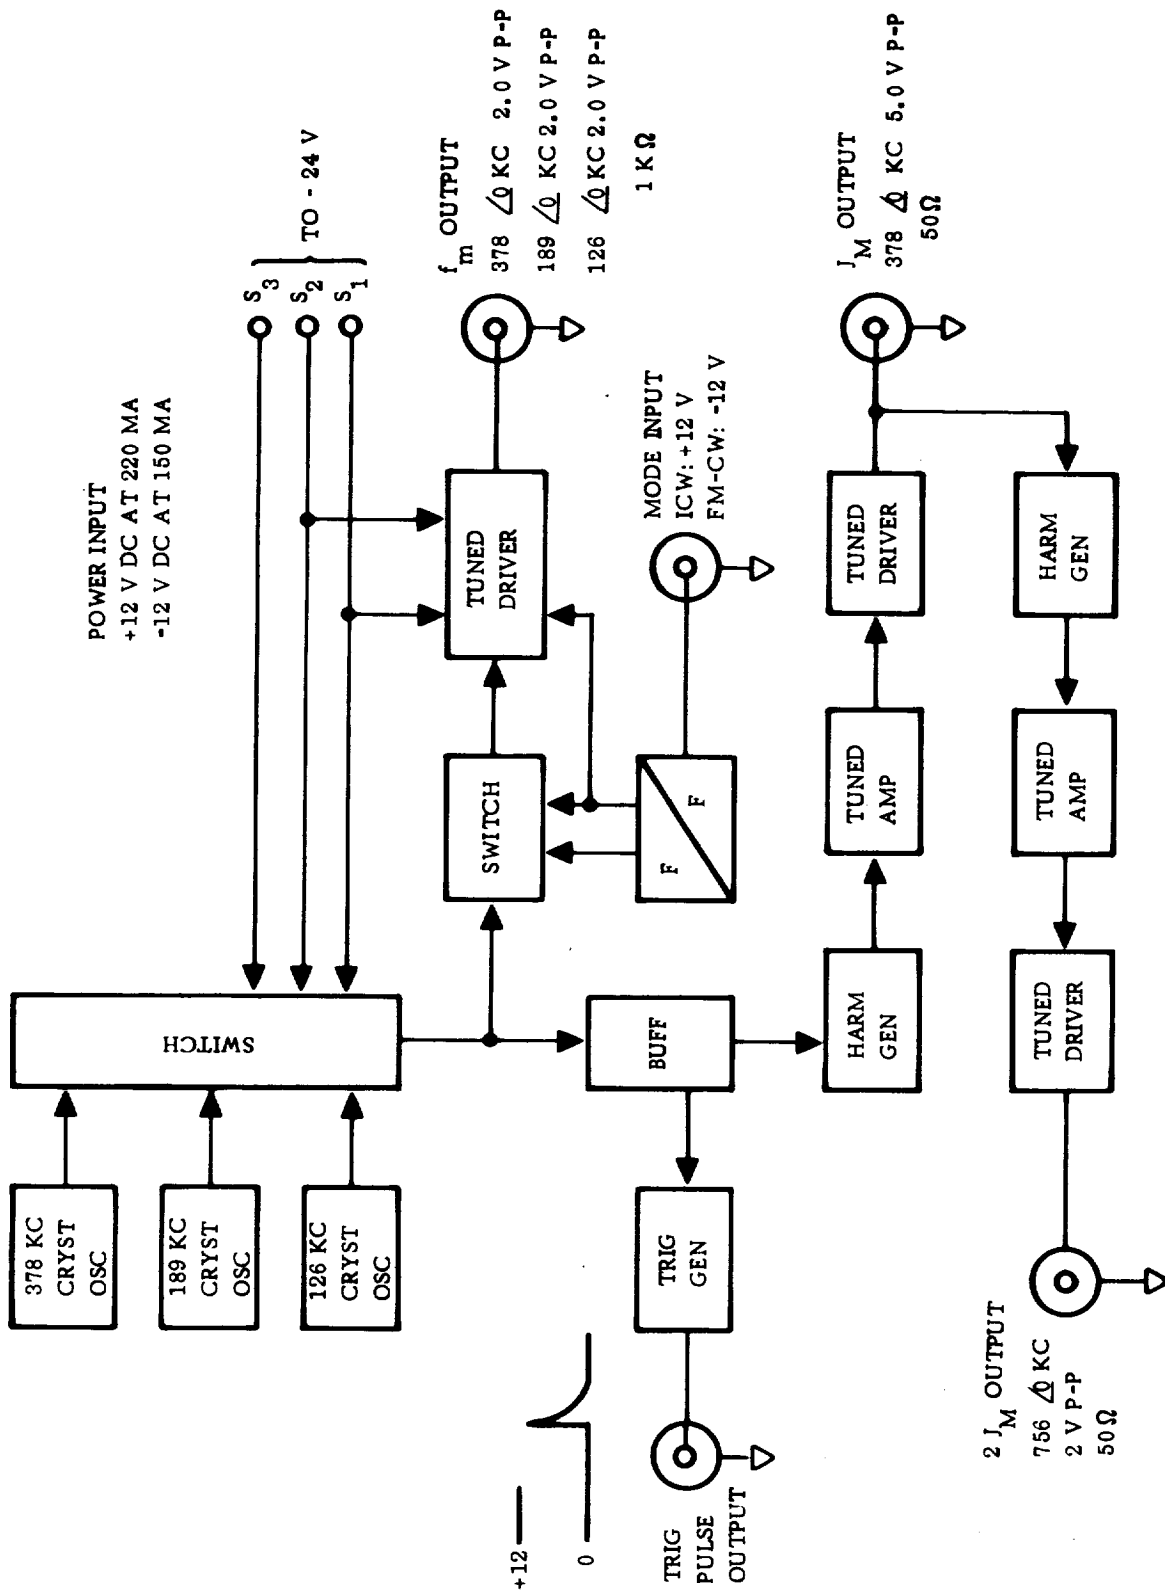 POWER INPUT
+12 V DC AT 220 MA
-12 V DC AT 150 MA
378 KC
CRYST
OSC
189 KC
CRYST
OSC
126 KC
CRYST
OSC
SWITCH
S3
S2
S1
TO - 24 V
SWITCH
TUNED
DRIVER
fm OUTPUT
378 ∠0 KC 2.0 V P-P
189 ∠0 KC 2.0 V P-P
126 ∠0 KC 2.0 V P-P
1 K Ω
F
F
MODE INPUT
ICW: +12 V
FM-CW: -12 V
+12
0
TRIG
PULSE
OUTPUT
TRIG
GEN
BUFF
HARM
GEN
TUNED
AMP
TUNED
DRIVER
JM OUTPUT
378 ∠0 KC 5.0 V P-P
50Ω
HARM
GEN
TUNED
AMP
TUNED
DRIVER
2 JM OUTPUT
756 ∠0 KC
2 V P-P
50Ω